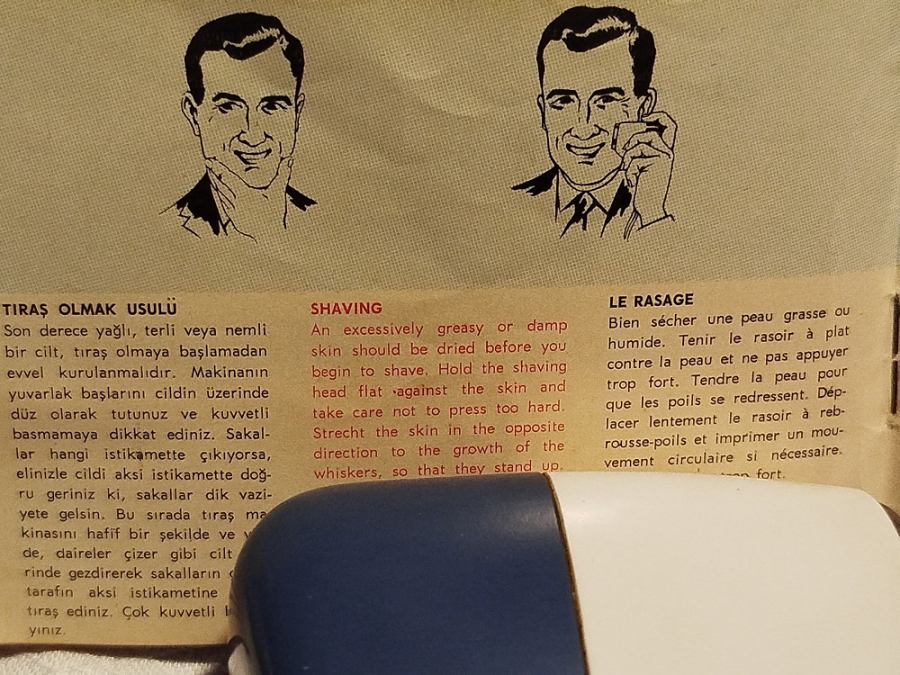 TIRAŞ OLMAK USULÜ
Son derece yağlı, terli veya nemli
bir cilt, tıraş olmaya başlamadan
evvel kurulanmalıdır. Makinanın
yuvarlak başlarını cildin üzerinde
düz olarak tutunuz ve kuvvetli
basmamaya dikkat ediniz. Sakal-
lar hangi istikamette çıkıyorsa,
elinizle cildi aksi istikamette doğ-
ru geriniz ki, sakallar dik vazi-
yete gelsin. Bu sırada tıraş ma
kinasını hafif bir şekilde ve
de, daireler çizer gibi cilt
rinde gezdirerek sakalların
tarafın aksi istikametine
tıraş ediniz. Çok kuvvetli
yınız.
SHAVING
An excessively greasy or damp
skin should be dried before you
begin to shave. Hold the shaving
head flat against the skin and
take care not to press too hard.
Strecht the skin in the opposite
direction to the growth of the
whiskers, so that they stand up.
LE RASAGE
Bien sécher une peau grasse ou
humide. Tenir le rasoir à plat
contre la peau et ne pas appuyer
trop fort. Tendre la peau pour
que les poils se redressent. Dép-
lacer lentement le rasoir à reb-
rousse-poils et imprimer un mou-
vement circulaire si nécessaire.
trop fort.